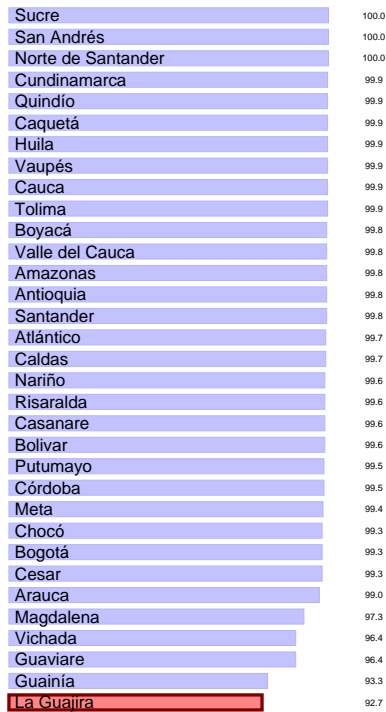 Sucre 100.0
San Andrés 100.0
Norte de Santander 100.0
Cundinamarca 99.9
Quindío 99.9
Caquetá 99.9
Huila 99.9
Vaupés 99.9
Cauca 99.9
Tolima 99.9
Boyacá 99.8
Valle del Cauca 99.8
Amazonas 99.8
Antioquia 99.8
Santander 99.8
Atlántico 99.7
Caldas 99.7
Nariño 99.6
Risaralda 99.6
Casanare 99.6
Bolivar 99.6
Putumayo 99.5
Córdoba 99.5
Meta 99.4
Chocó 99.3
Bogotá 99.3
Cesar 99.3
Arauca 99.0
Magdalena 97.3
Vichada 96.4
Guaviare 96.4
Guainía 93.3
La Guajira 92.7